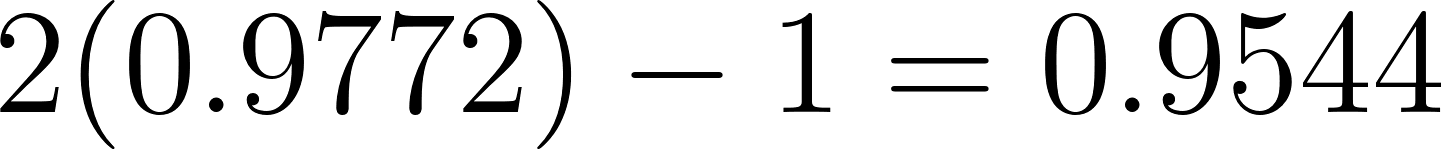 2(0.9772) − 1 = 0.9544